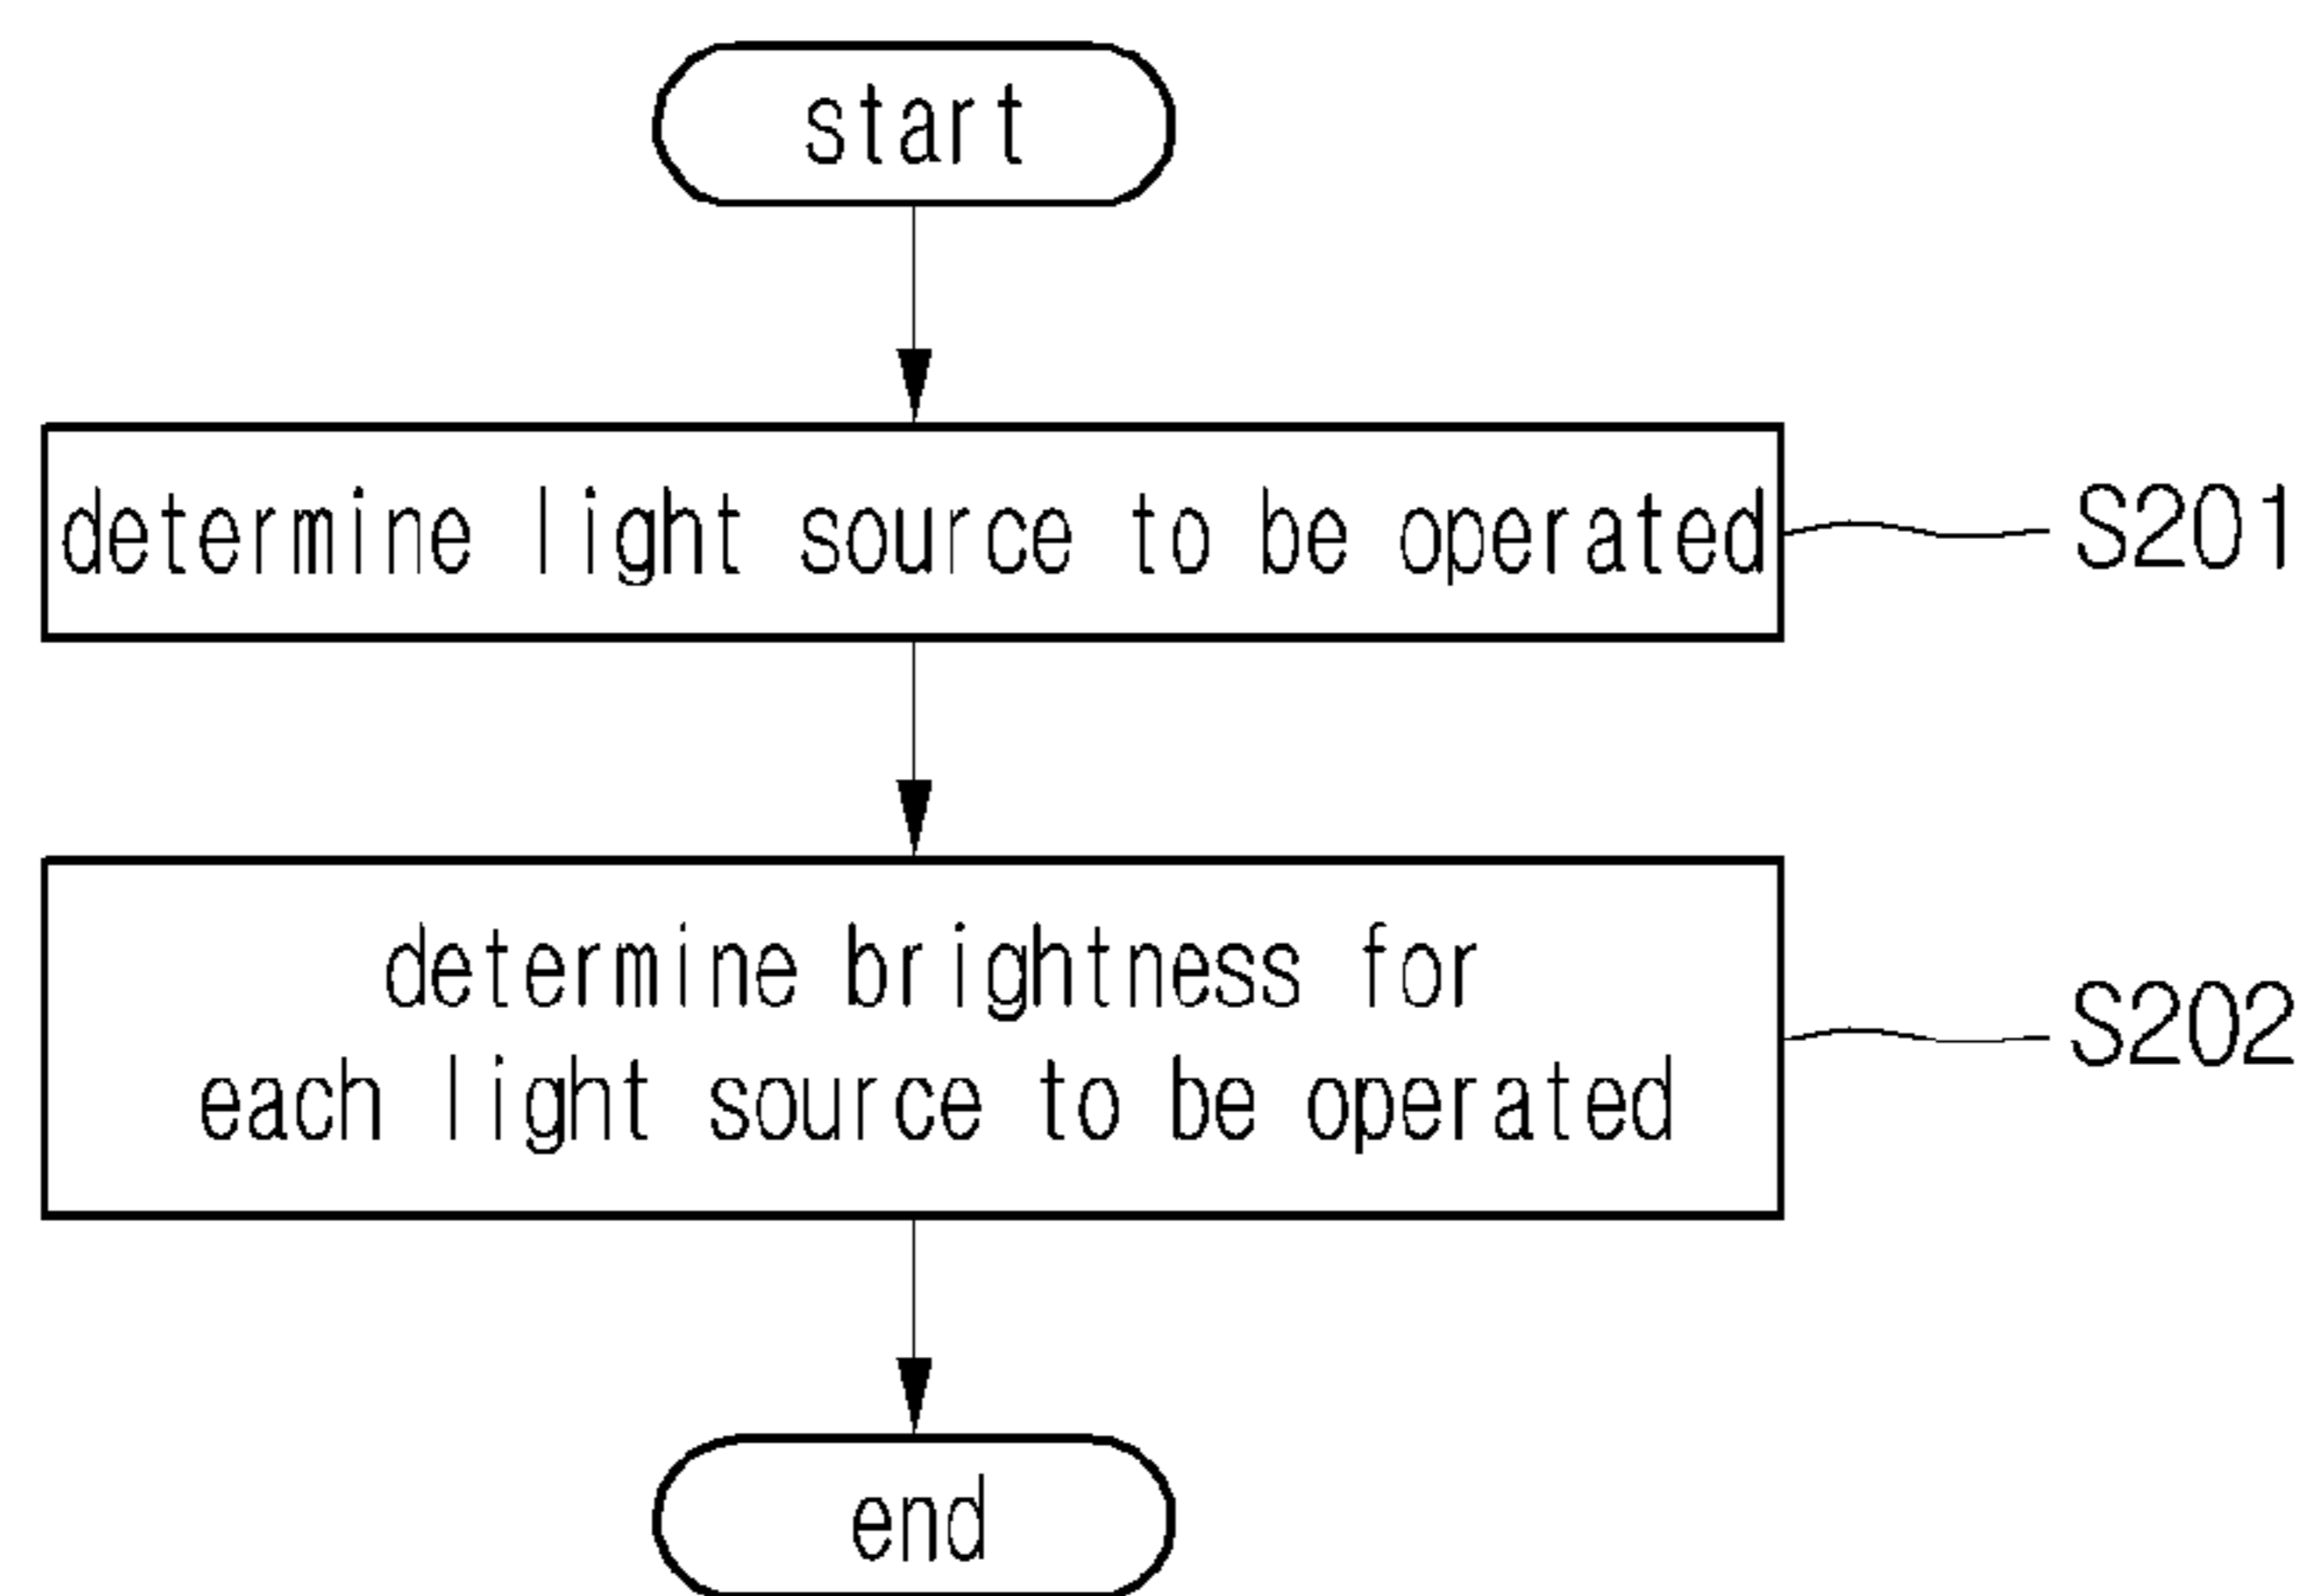 start
determine light source to be operated
S201
determine brightness for
each light source to be operated
S202
end